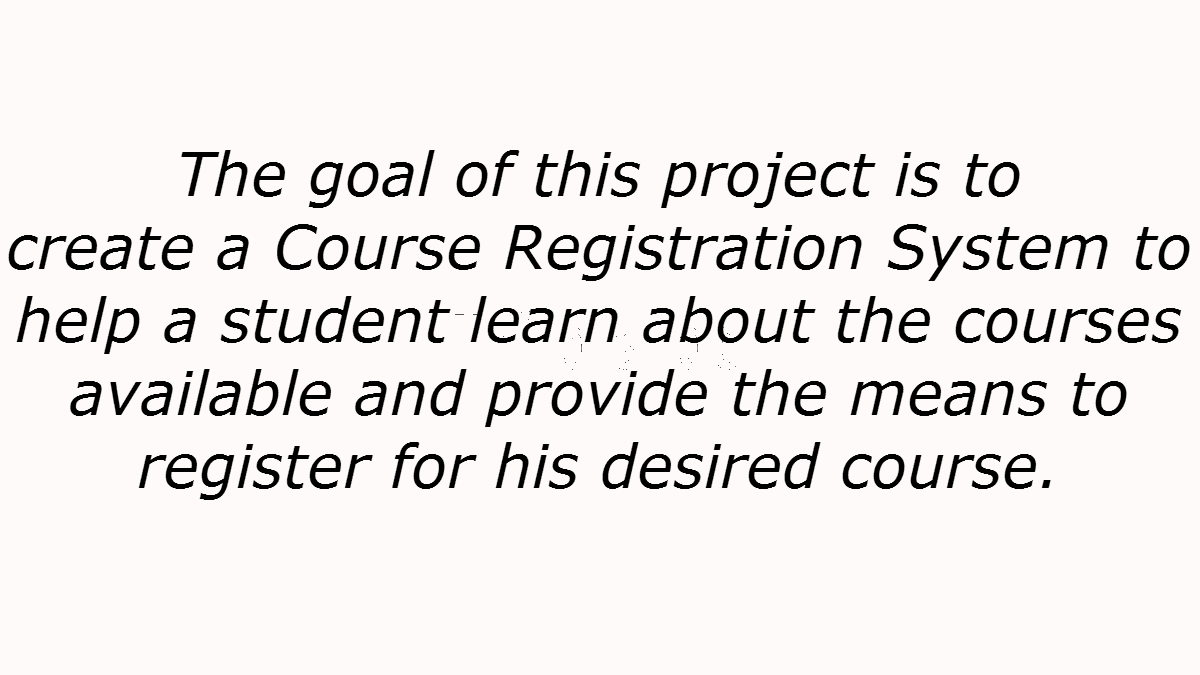 The goal of this project is to
create a Course Registration System to
help a student learn about the courses
available and provide the means to
register for his desired course.